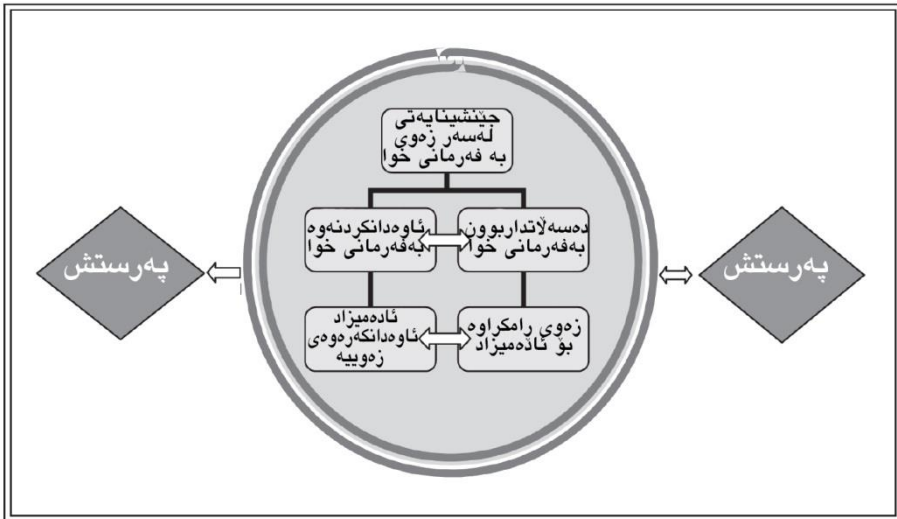 جێنشینایەتی
لەسەر زەوی
بە فەرمانی خوا
دەسەڵاتداربوون
بەفەرمانی خوا
ئاوەدانکردنەوە
بەفەرمانی خوا
زەوی رامکراوە
بۆ ئادەمیزاد
ئادەمیزاد
ئاوەدانکەرەوەی
زەوییە
پەرستش
پەرستش